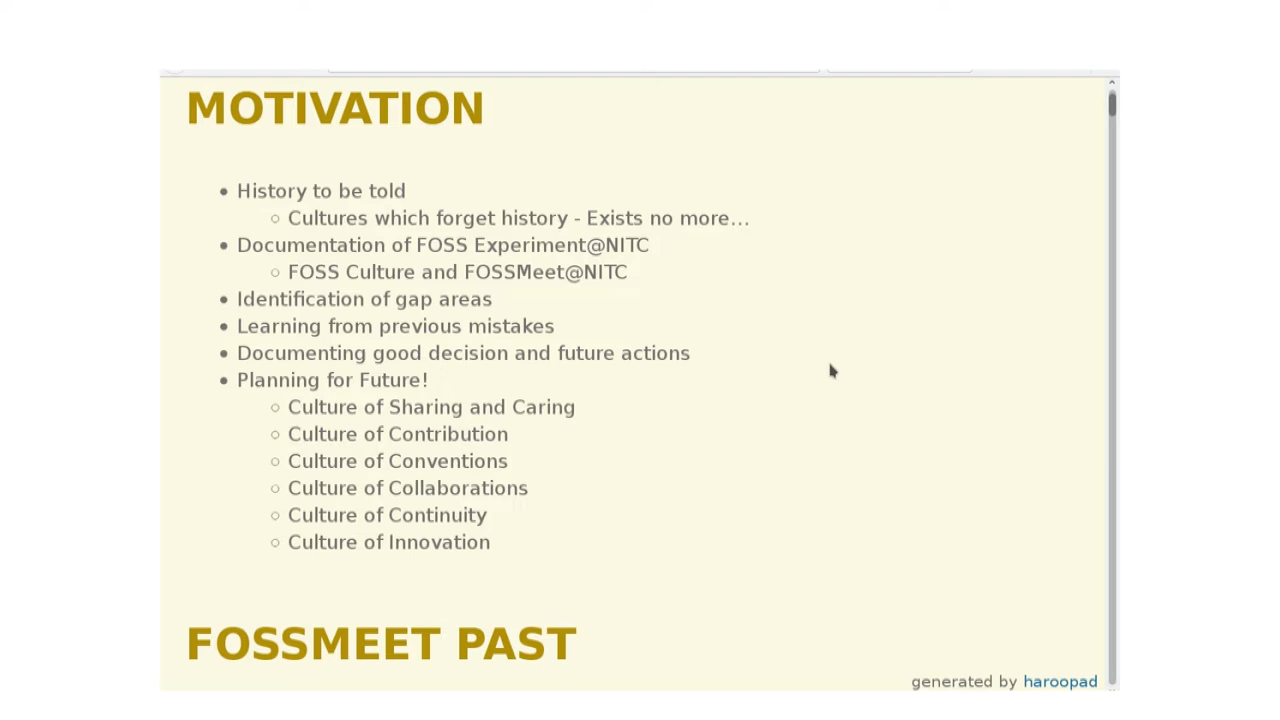 MOTIVATION
History to be told
Cultures which forget history - Exists no more...
Documentation of FOSS Experiment@NITC
FOSS Culture and FOSSMeet@NITC
Identification of gap areas
Learning from previous mistakes
Documenting good decision and future actions
Planning for Future!
Culture of Sharing and Caring
Culture of Contribution
Culture of Conventions
Culture of Collaborations
Culture of Continuity
Culture of Innovation
FOSSMEET PAST
generated by haroopad